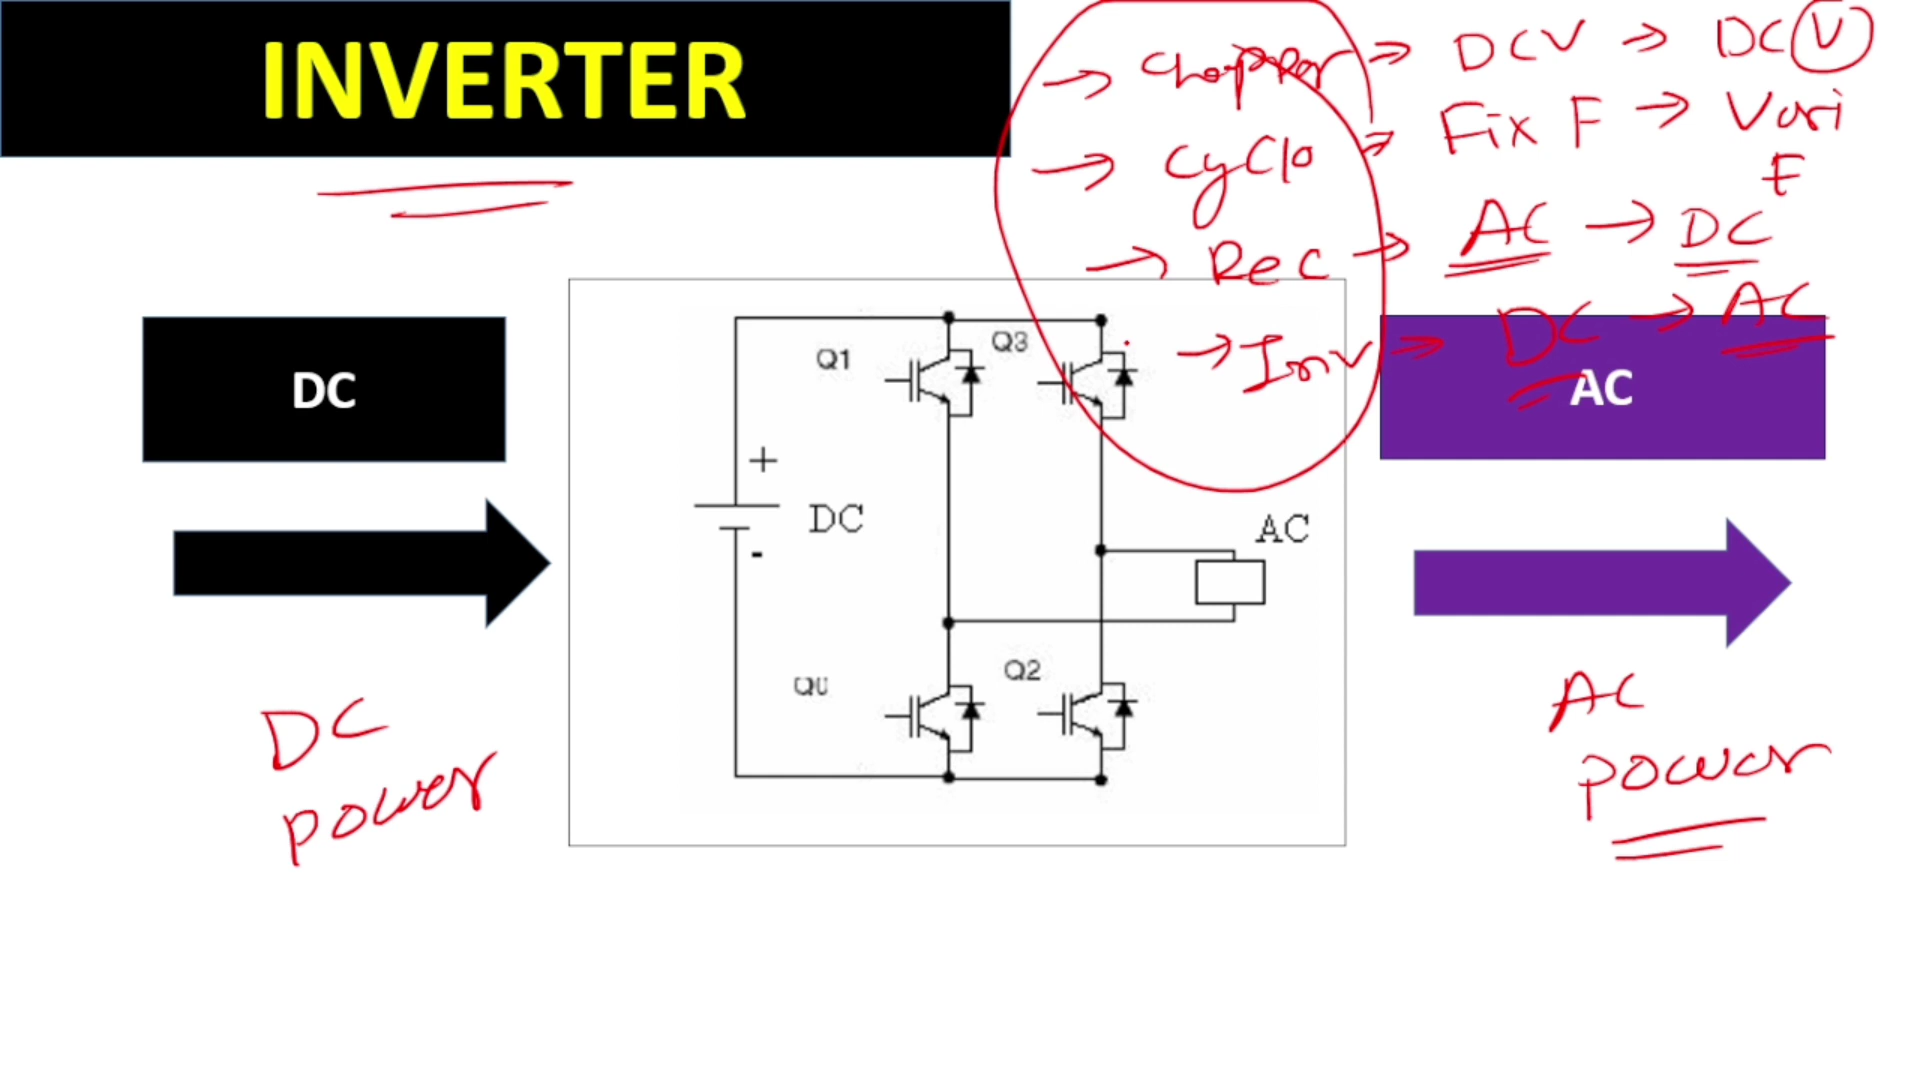 INVERTER
→ Chopper → DCV → DC V
→ Cyclo → Fix F → Vari F
→ Rec → AC → DC
→ Inv → DC → AC
DC
AC
Q1
Q3
+
DC
-
AC
Q0
Q2
DC power
AC power